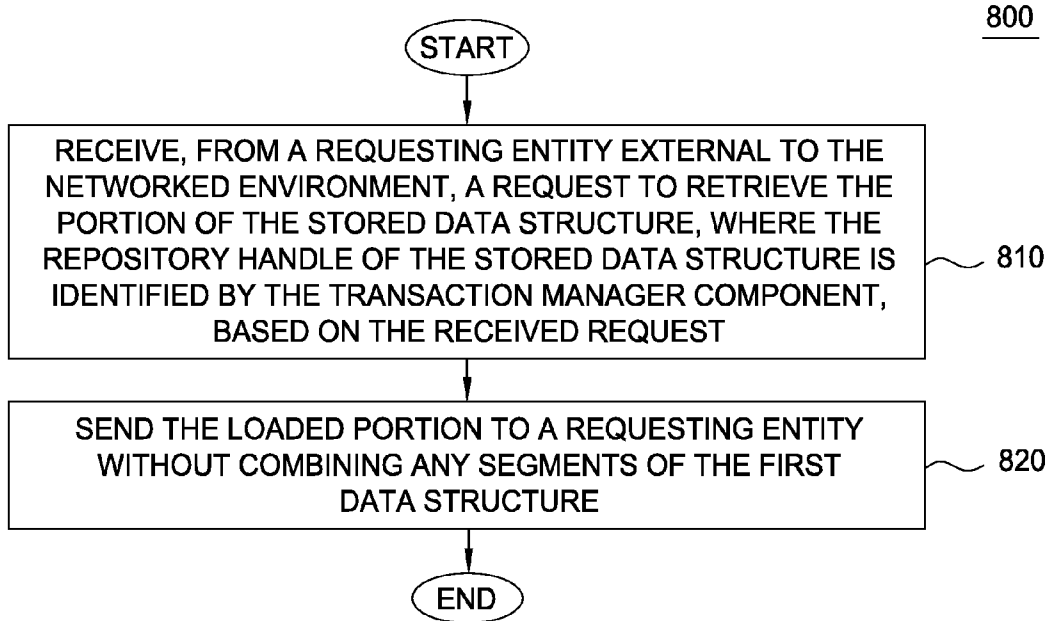 800
START
RECEIVE, FROM A REQUESTING ENTITY EXTERNAL TO THE
NETWORKED ENVIRONMENT, A REQUEST TO RETRIEVE THE
PORTION OF THE STORED DATA STRUCTURE, WHERE THE
REPOSITORY HANDLE OF THE STORED DATA STRUCTURE IS
IDENTIFIED BY THE TRANSACTION MANAGER COMPONENT,
BASED ON THE RECEIVED REQUEST
810
SEND THE LOADED PORTION TO A REQUESTING ENTITY
WITHOUT COMBINING ANY SEGMENTS OF THE FIRST
DATA STRUCTURE
820
END